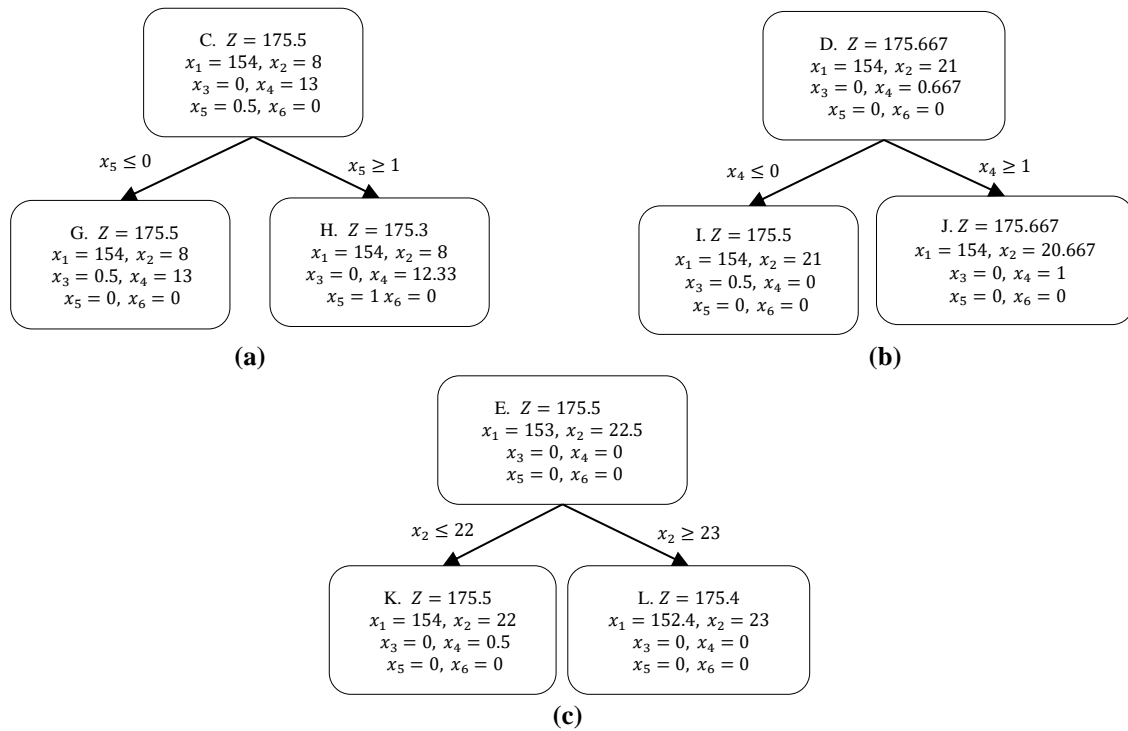 C. Z = 175.5
x₁ = 154, x₂ = 8
x₃ = 0, x₄ = 13
x₅ = 0.5, x₆ = 0
x₅ ≤ 0
x₅ ≥ 1
G. Z = 175.5
x₁ = 154, x₂ = 8
x₃ = 0.5, x₄ = 13
x₅ = 0, x₆ = 0
H. Z = 175.3
x₁ = 154, x₂ = 8
x₃ = 0, x₄ = 12.33
x₅ = 1 x₆ = 0
(a)
D. Z = 175.667
x₁ = 154, x₂ = 21
x₃ = 0, x₄ = 0.667
x₅ = 0, x₆ = 0
x₄ ≤ 0
x₄ ≥ 1
I. Z = 175.5
x₁ = 154, x₂ = 21
x₃ = 0.5, x₄ = 0
x₅ = 0, x₆ = 0
J. Z = 175.667
x₁ = 154, x₂ = 20.667
x₃ = 0, x₄ = 1
x₅ = 0, x₆ = 0
(b)
E. Z = 175.5
x₁ = 153, x₂ = 22.5
x₃ = 0, x₄ = 0
x₅ = 0, x₆ = 0
x₂ ≤ 22
x₂ ≥ 23
K. Z = 175.5
x₁ = 154, x₂ = 22
x₃ = 0, x₄ = 0.5
x₅ = 0, x₆ = 0
L. Z = 175.4
x₁ = 152.4, x₂ = 23
x₃ = 0, x₄ = 0
x₅ = 0, x₆ = 0
(c)